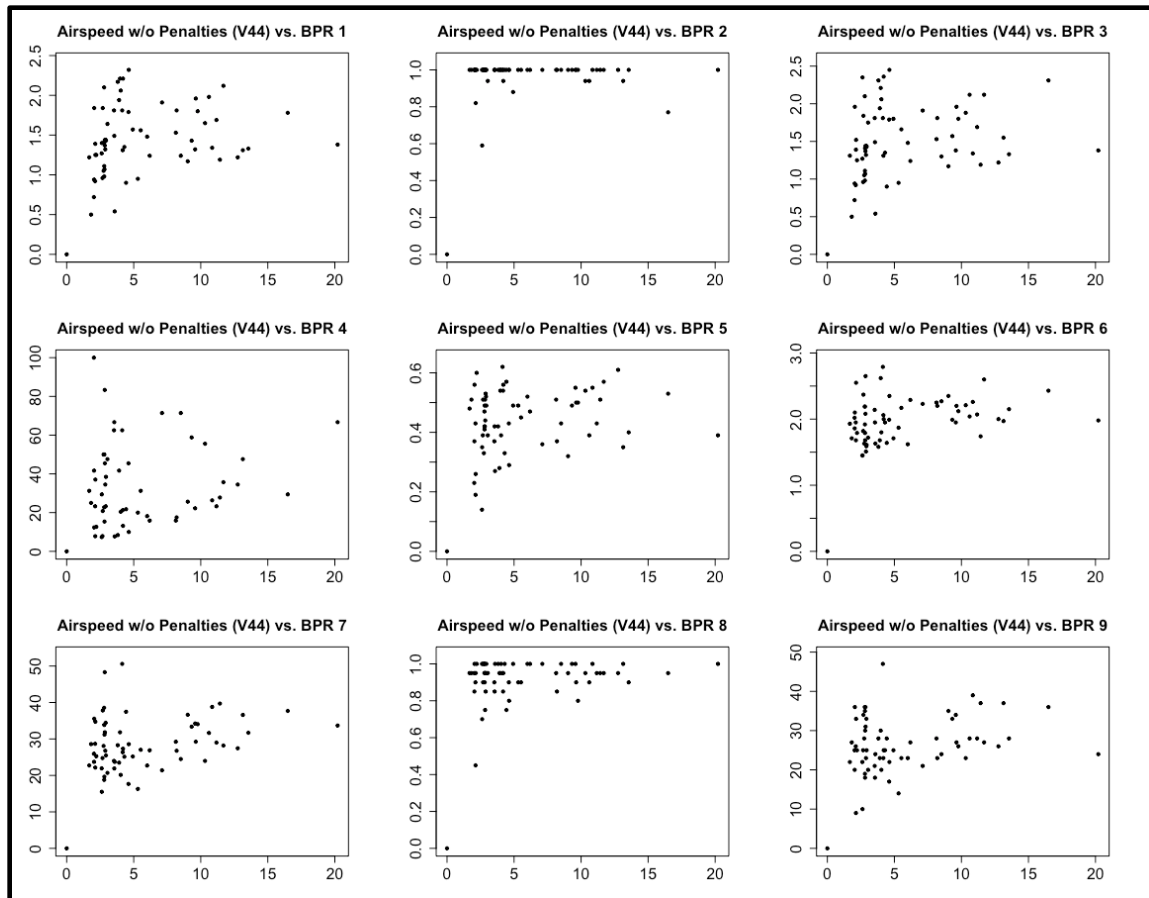 Airspeed w/o Penalties (V44) vs. BPR 1
Airspeed w/o Penalties (V44) vs. BPR 2
Airspeed w/o Penalties (V44) vs. BPR 3
2.5
2.0
1.5
1.0
0.5
0.0
0 5 10 15 20
1.0
0.8
0.6
0.4
0.2
0.0
0 5 10 15 20
2.5
2.0
1.5
1.0
0.5
0.0
0 5 10 15 20
Airspeed w/o Penalties (V44) vs. BPR 4
Airspeed w/o Penalties (V44) vs. BPR 5
Airspeed w/o Penalties (V44) vs. BPR 6
100
80
60
40
20
0
0 5 10 15 20
0.6
0.4
0.2
0.0
0 5 10 15 20
3.0
2.0
1.0
0.0
0 5 10 15 20
Airspeed w/o Penalties (V44) vs. BPR 7
Airspeed w/o Penalties (V44) vs. BPR 8
Airspeed w/o Penalties (V44) vs. BPR 9
50
40
30
20
10
0
0 5 10 15 20
1.0
0.8
0.6
0.4
0.2
0.0
0 5 10 15 20
50
40
30
20
10
0
0 5 10 15 20